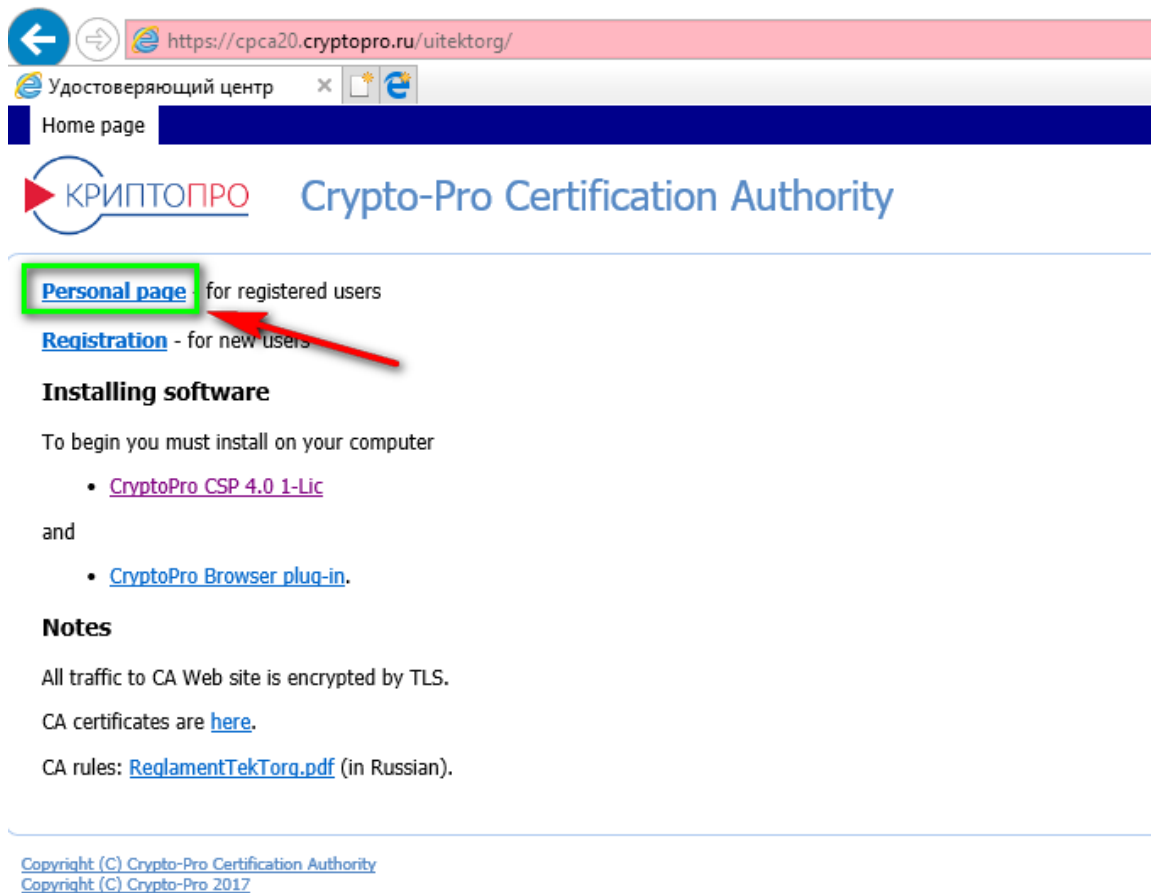 https://cpca20.cryptopro.ru/uitektorg/
Удостоверяющий центр
Home page
КРИПТОПРО
Crypto-Pro Certification Authority
Personal page - for registered users
Registration - for new users
Installing software
To begin you must install on your computer
• CryptoPro CSP 4.0 1-Lic
and
• CryptoPro Browser plug-in.
Notes
All traffic to CA Web site is encrypted by TLS.
CA certificates are here.
CA rules: ReglamentTekTorg.pdf (in Russian).
Copyright (C) Crypto-Pro Certification Authority
Copyright (C) Crypto-Pro 2017